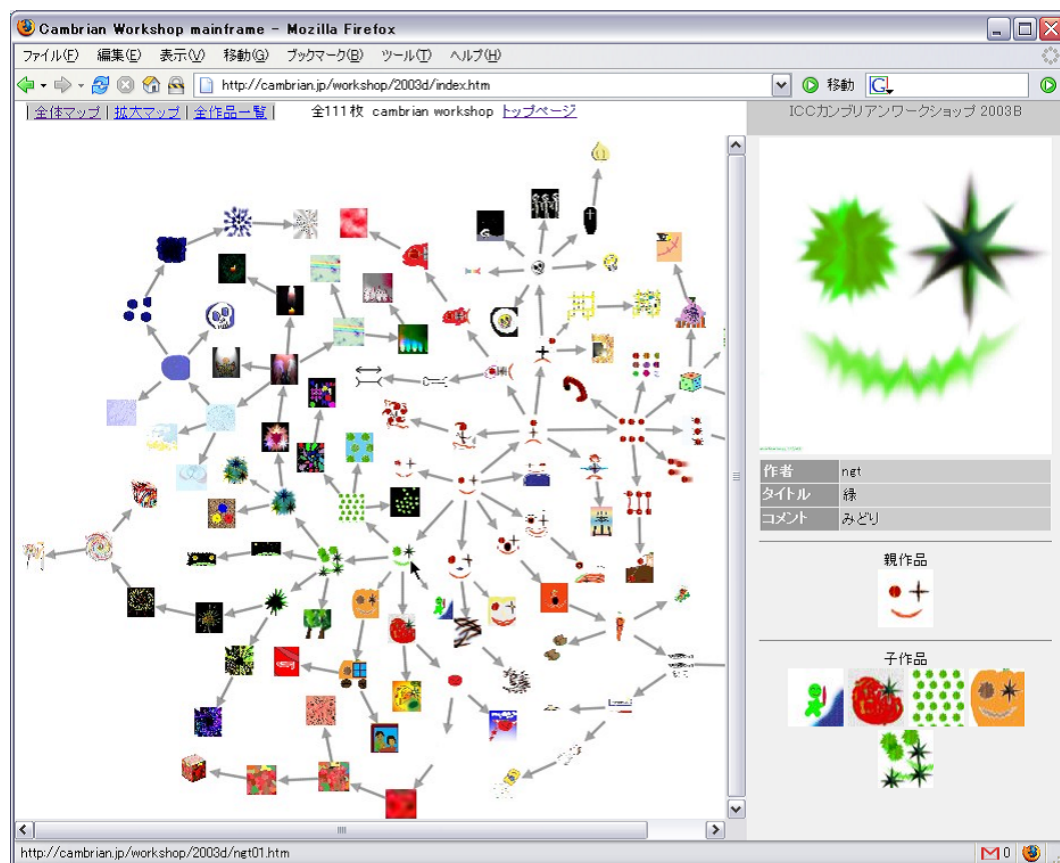 Cambrian Workshop mainframe - Mozilla Firefox
ファイル(F) 編集(E) 表示(V) 移動(G) ブックマーク(B) ツール(T) ヘルプ(H)
http://cambrian.jp/workshop/2003d/index.htm 移動 G
| 全体マップ | 拡大マップ | 全作品一覧 | 全111枚 cambrian workshop トップページ
ICCカンブリアンワークショップ 2003B
作者 ngt
タイトル 緑
コメント みどり
親作品
子作品
http://cambrian.jp/workshop/2003d/ngt01.htm
M 0